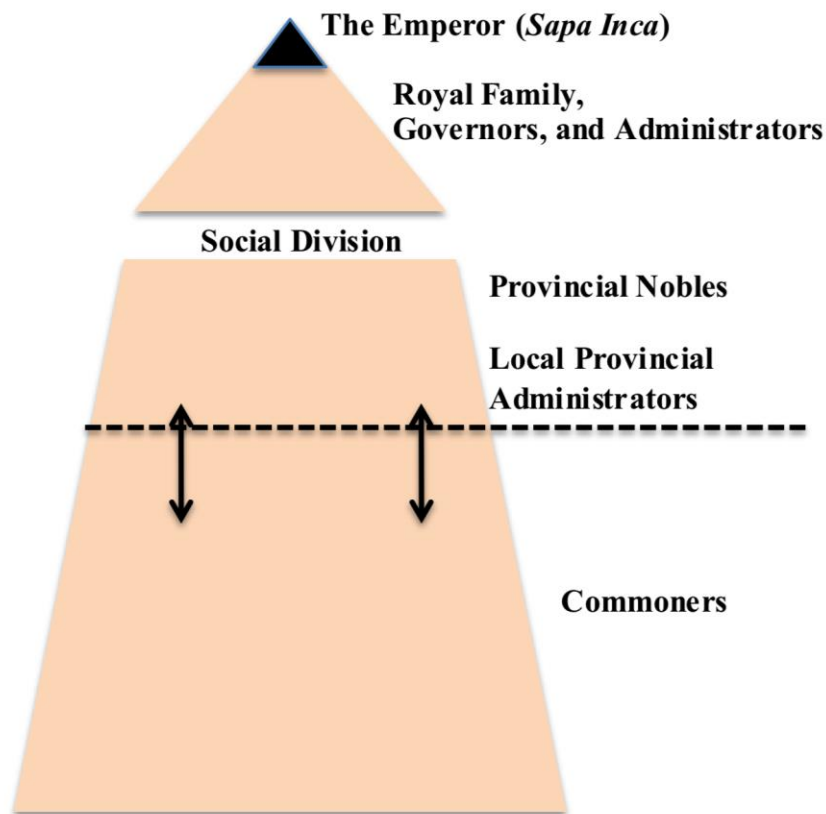 The Emperor (Sapa Inca)
Royal Family,
Governors, and Administrators
Social Division
Provincial Nobles
Local Provincial
Administrators
Commoners